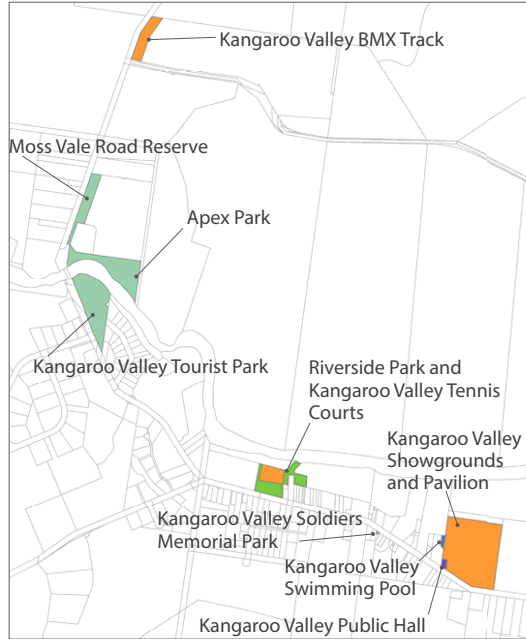 Kangaroo Valley BMX Track
Moss Vale Road Reserve
Apex Park
Kangaroo Valley Tourist Park
Riverside Park and
Kangaroo Valley Tennis
Courts
Kangaroo Valley
Showgrounds
and Pavilion
Kangaroo Valley Soldiers
Memorial Park
Kangaroo Valley
Swimming Pool
Kangaroo Valley Public Hall